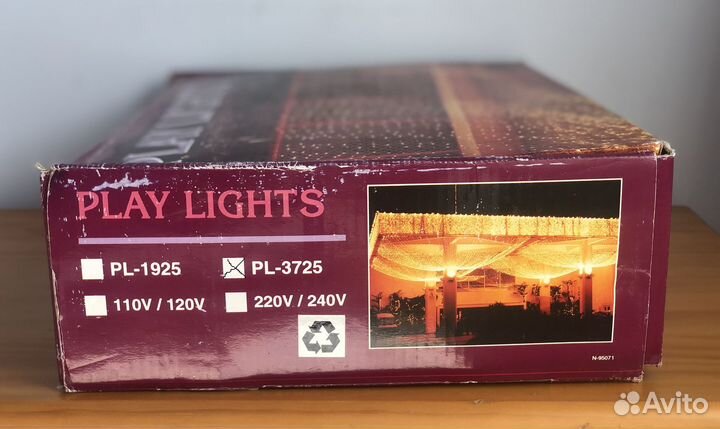 PLAY LIGHTS
PL-1925 PL-3725
110V / 120V 220V / 240V
N-95071
Avito